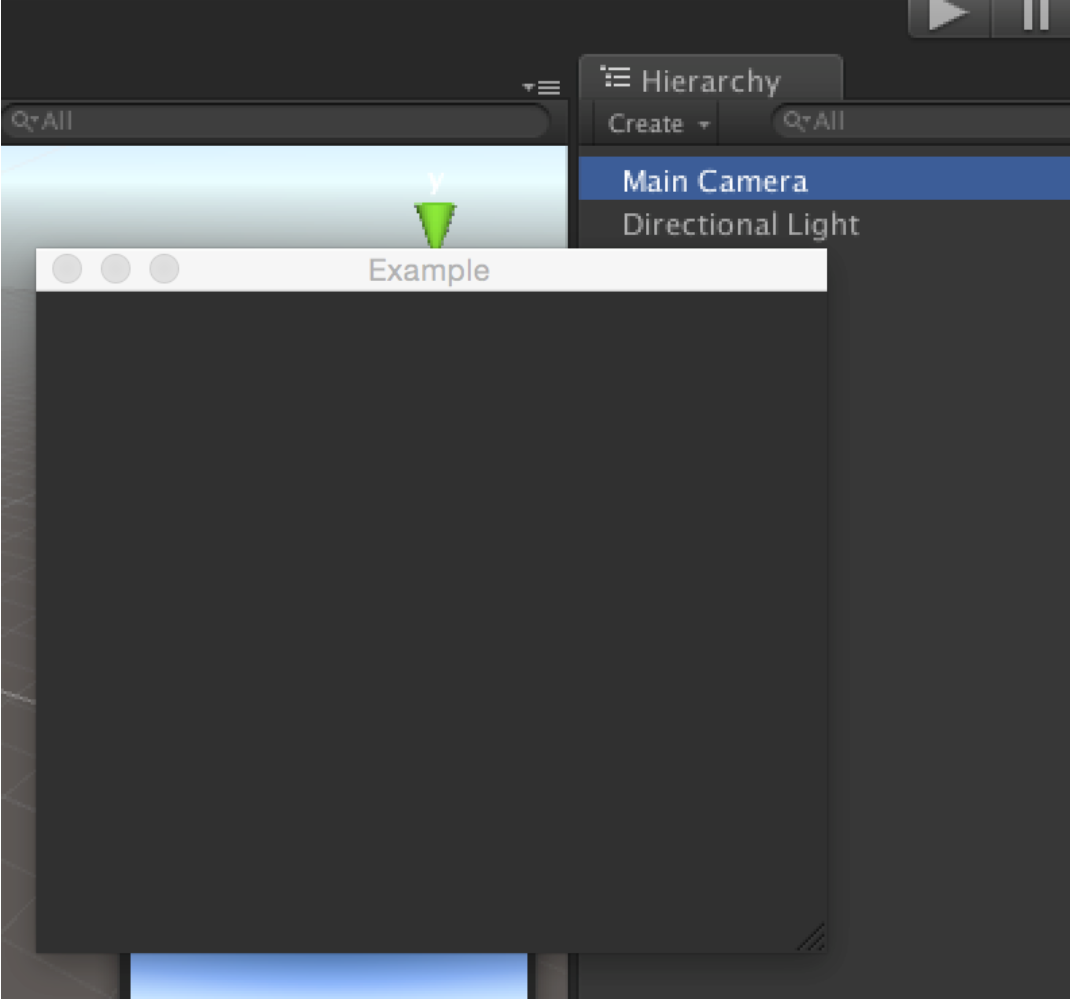 Hierarchy
All
Create
All
Main Camera
y
Directional Light
Example